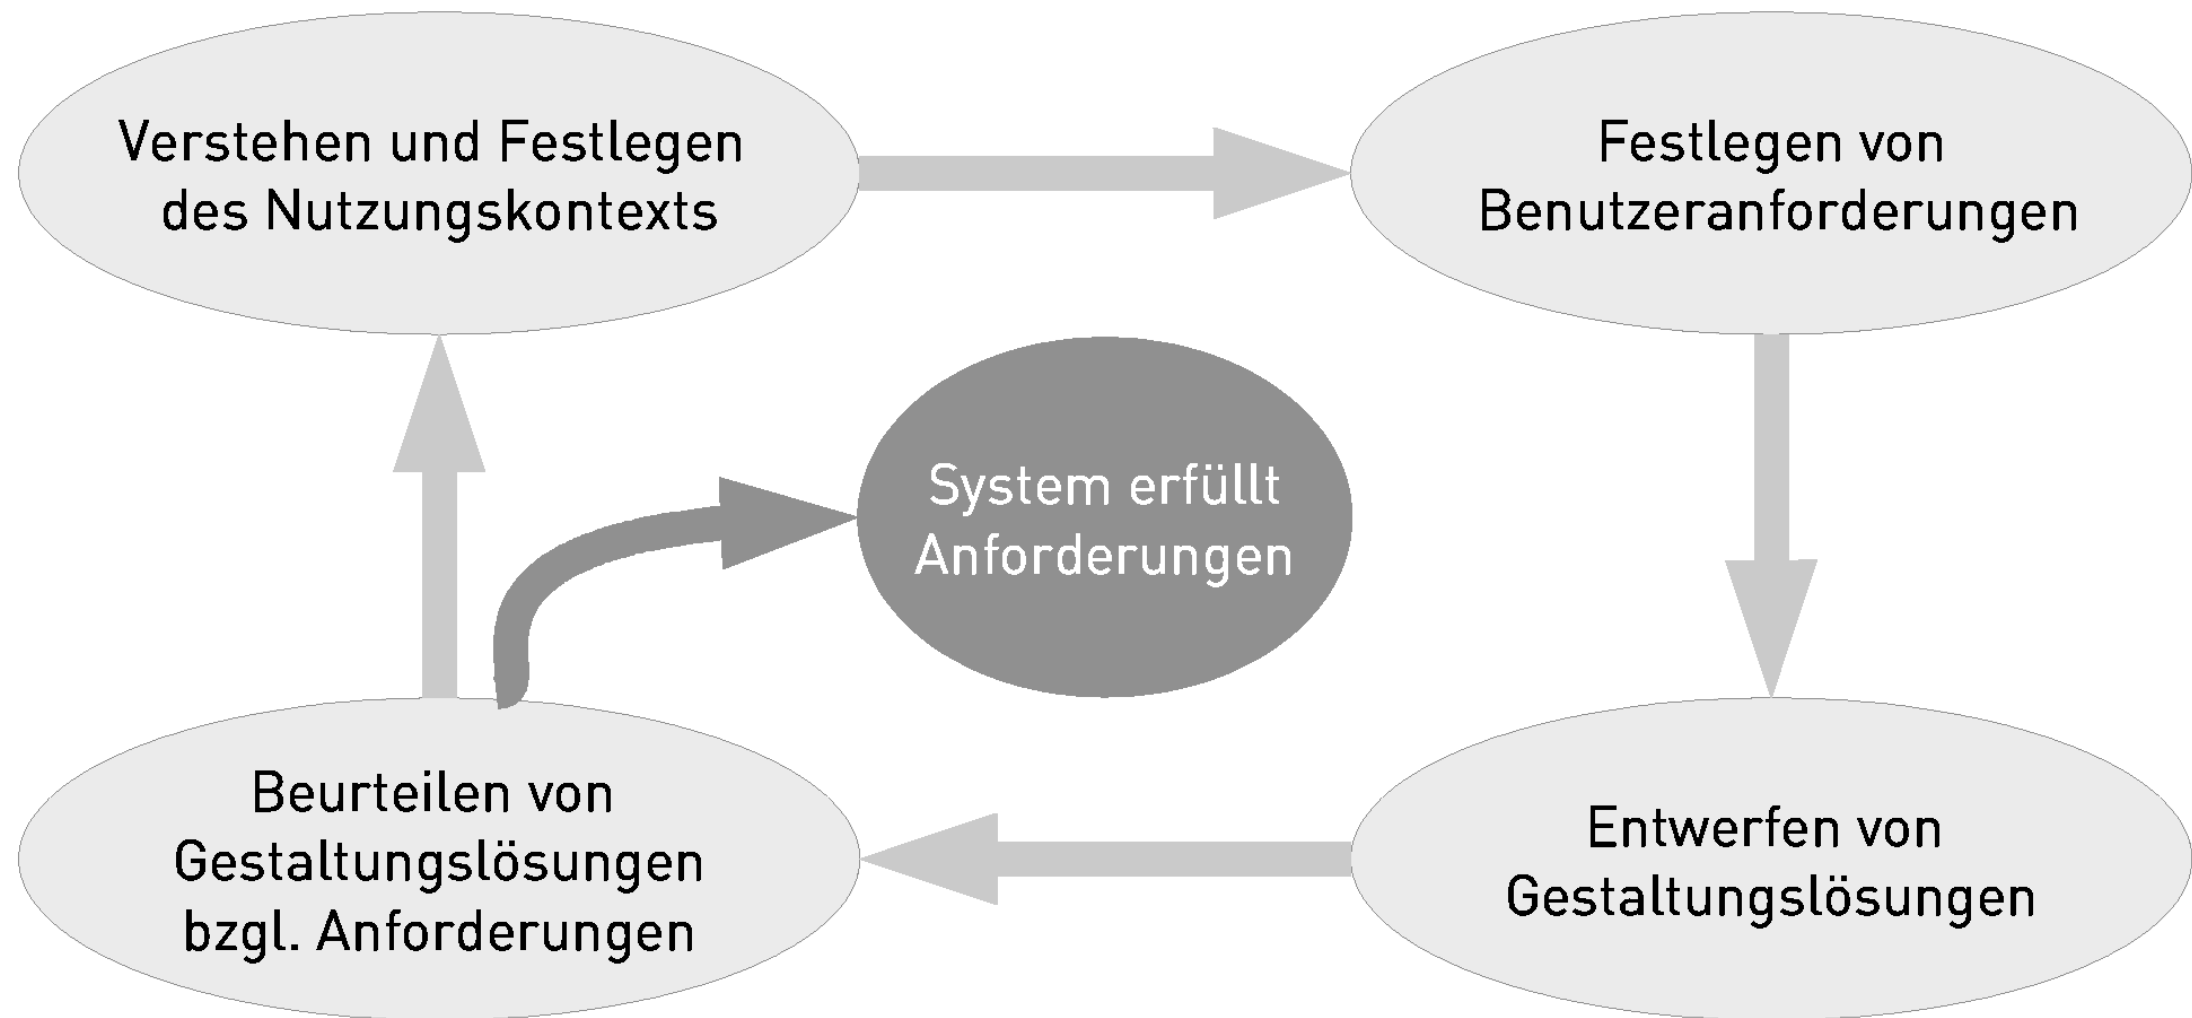 Verstehen und Festlegen
des Nutzungskontexts
Festlegen von
Benutzeranforderungen
System erfüllt
Anforderungen
Beurteilen von
Gestaltungslösungen
bzgl. Anforderungen
Entwerfen von
Gestaltungslösungen